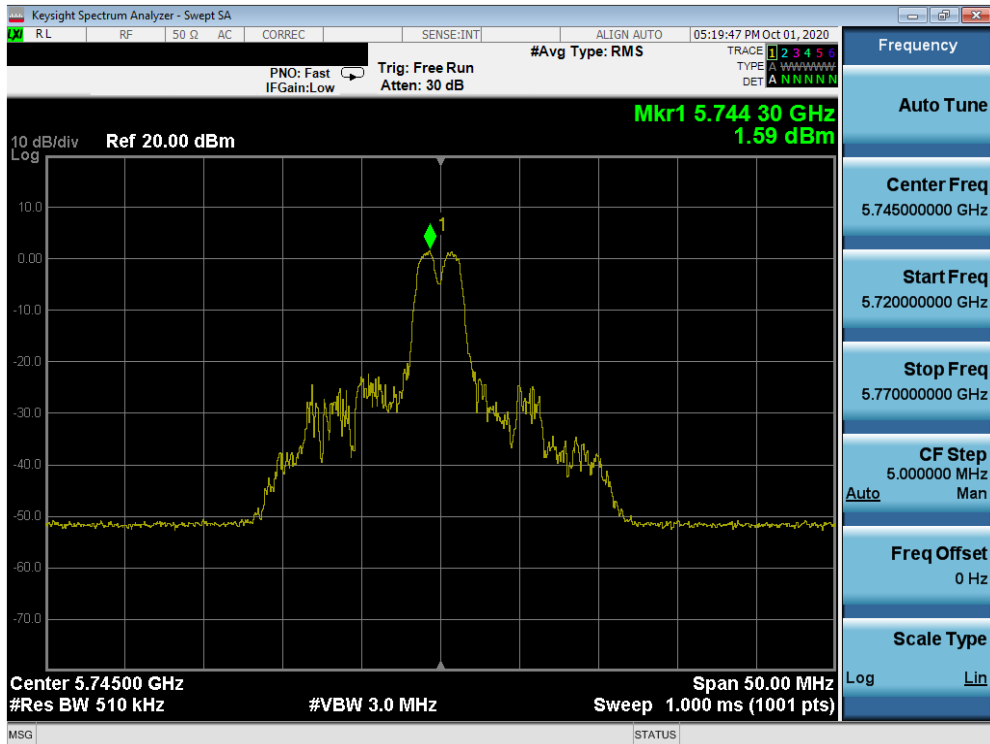 Keysight Spectrum Analyzer - Swept SA
LXI RL RF 50 Ω AC CORREC SENSE:INT ALIGN AUTO 05:19:47 PM Oct 01, 2020
#Avg Type: RMS TRACE 1 2 3 4 5 6
PNO: Fast Trig: Free Run TYPE A WWWWW
IFGain:Low Atten: 30 dB DET A N N N N N
Mkr1 5.744 30 GHz
1.59 dBm
10 dB/div Ref 20.00 dBm
Log
10.0
1
0.00
-10.0
-20.0
-30.0
-40.0
-50.0
-60.0
-70.0
Center 5.74500 GHz Span 50.00 MHz
#Res BW 510 kHz #VBW 3.0 MHz Sweep 1.000 ms (1001 pts)
MSG STATUS
Frequency
Auto Tune
Center Freq
5.745000000 GHz
Start Freq
5.720000000 GHz
Stop Freq
5.770000000 GHz
CF Step
5.000000 MHz
Auto Man
Freq Offset
0 Hz
Scale Type
Log Lin